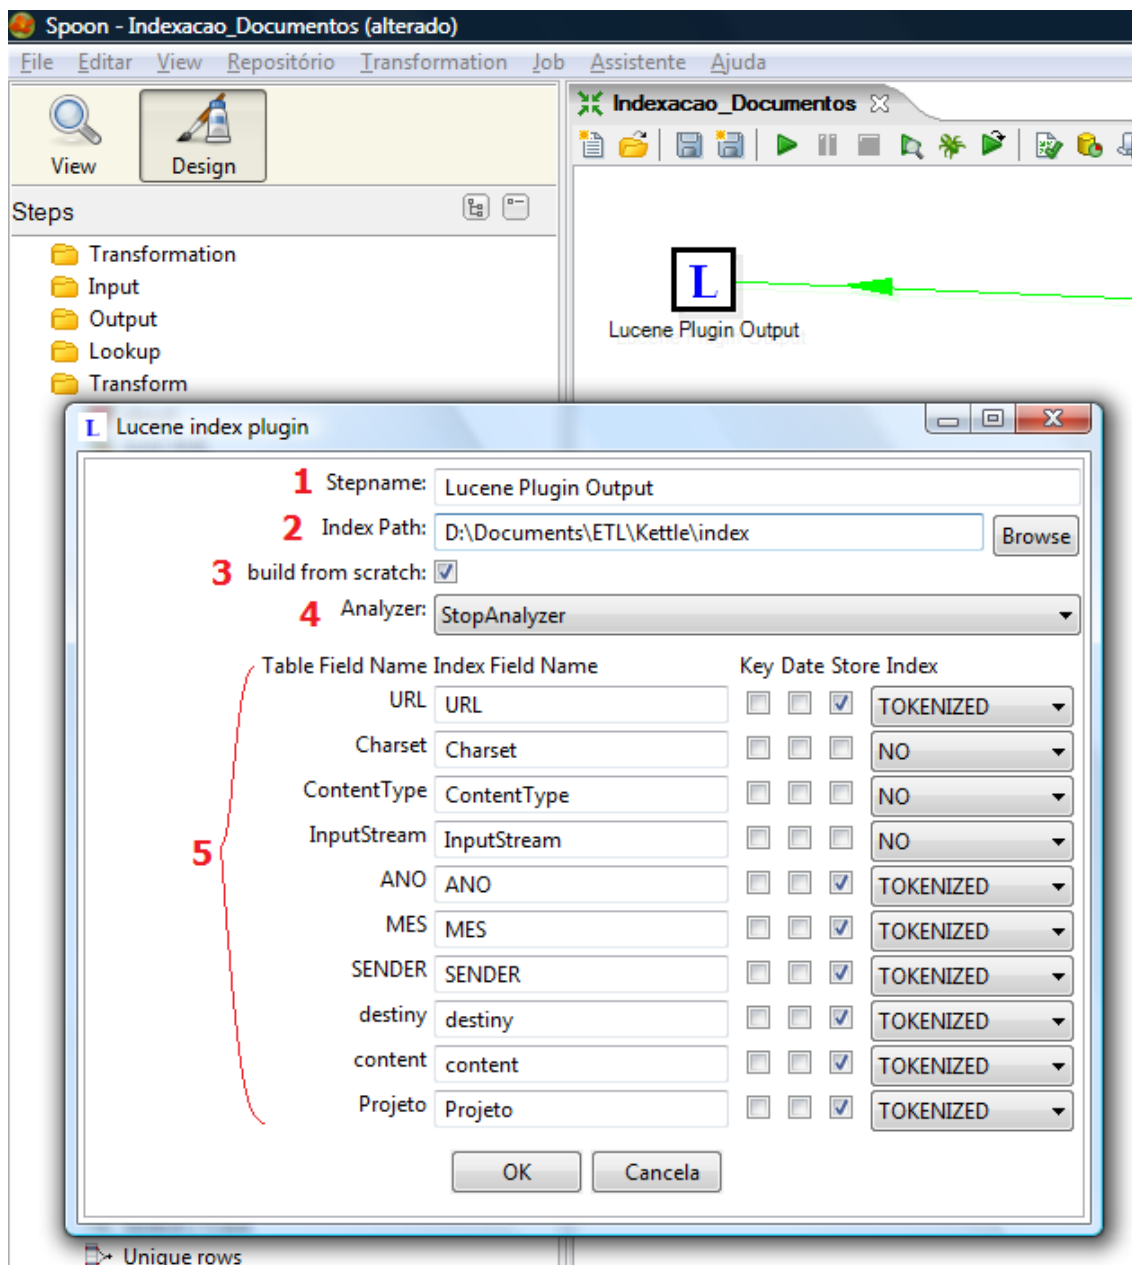 Spoon - Indexacao_Documentos (alterado)
File Editar View Repositório Transformation Job Assistente Ajuda
View
Design
Indexacao_Documentos
Steps
Transformation
Input
Output
Lookup
Transform
L
Lucene Plugin Output
L Lucene index plugin
1 Stepname: Lucene Plugin Output
2 Index Path: D:\Documents\ETL\Kettle\index Browse
3 build from scratch:
4 Analyzer: StopAnalyzer
5
Table Field Name Index Field Name Key Date Store Index
URL URL TOKENIZED
Charset Charset NO
ContentType ContentType NO
InputStream InputStream NO
ANO ANO TOKENIZED
MES MES TOKENIZED
SENDER SENDER TOKENIZED
destiny destiny TOKENIZED
content content TOKENIZED
Projeto Projeto TOKENIZED
OK Cancela
Unique rows